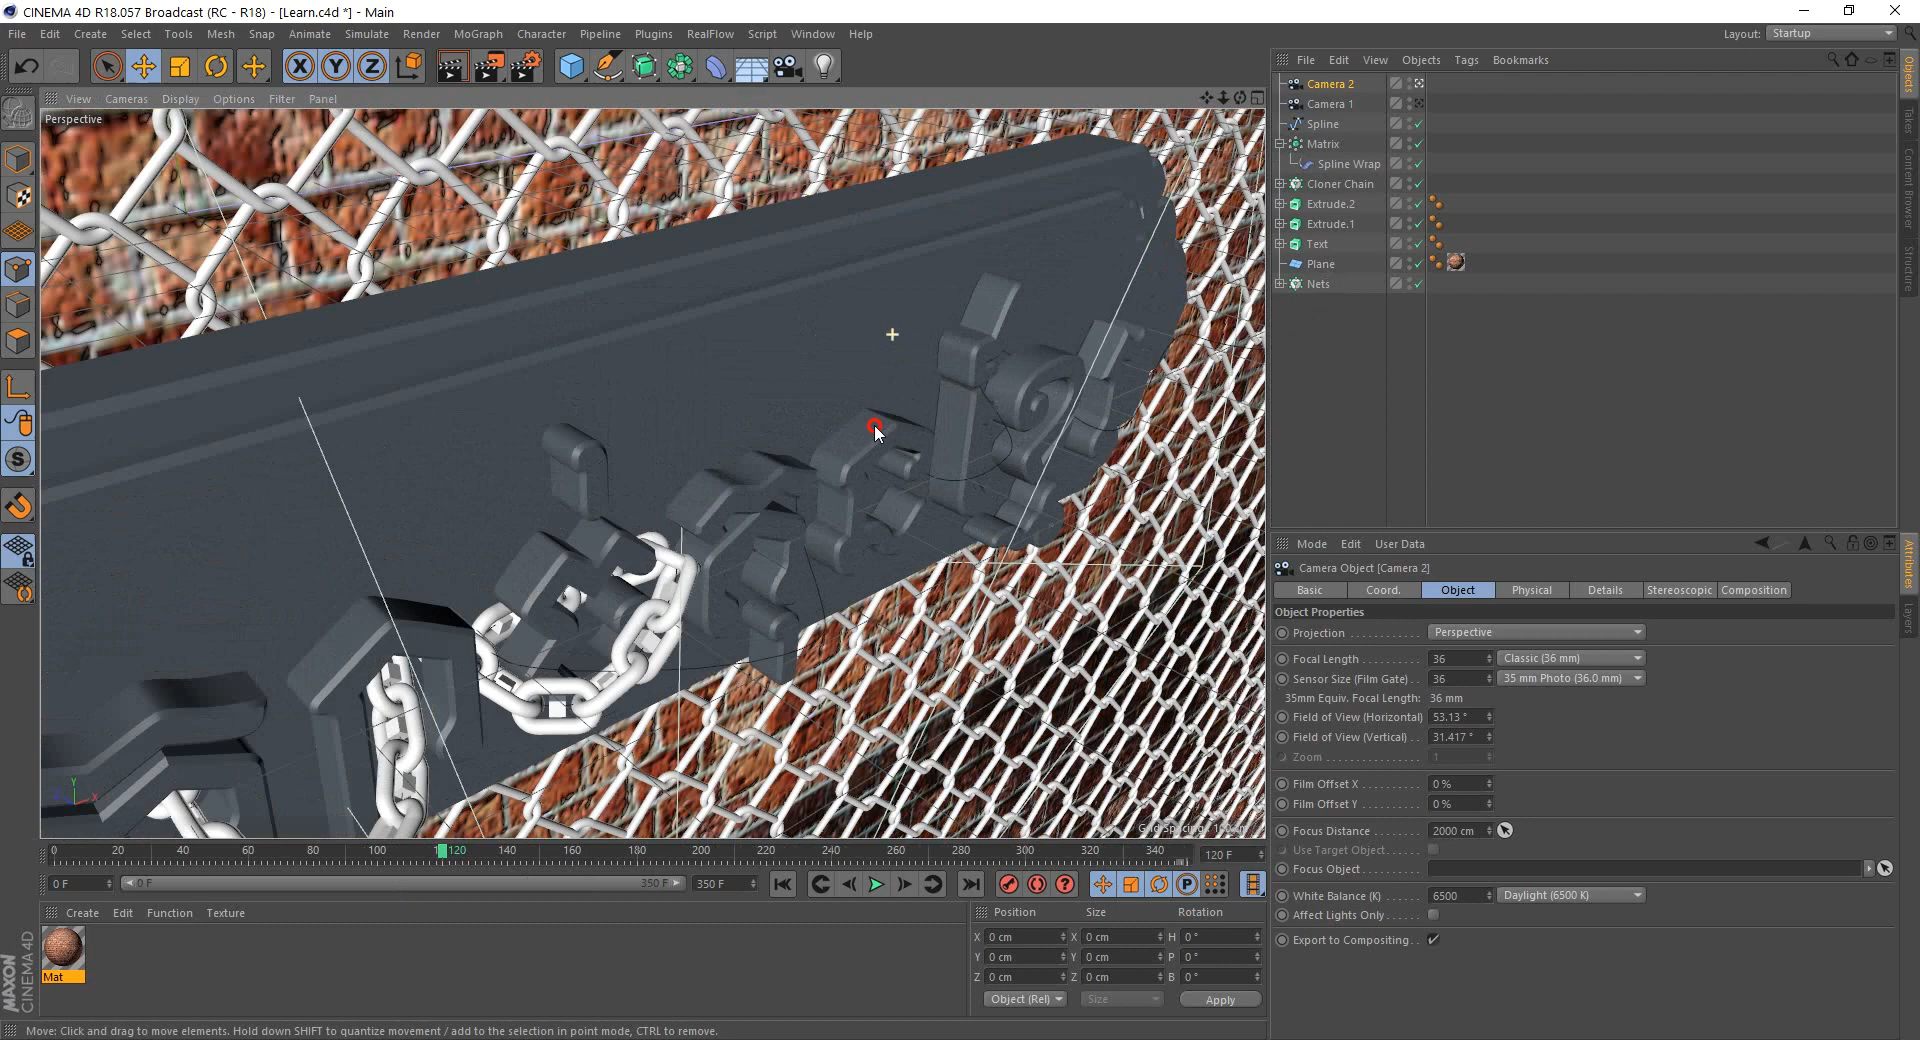 CINEMA 4D R18.057 Broadcast (RC - R18) - [Learn.c4d *] - Main
File Edit Create Select Tools Mesh Snap Animate Simulate Render MoGraph Character Pipeline Plugins RealFlow Script Window Help
Layout: Startup
View Cameras Display Options Filter Panel
Perspective
File Edit View Objects Tags Bookmarks
Camera 2
Camera 1
Spline
Matrix
Spline Wrap
Cloner Chain
Extrude.2
Extrude.1
Text
Plane
Nets
Objects
Takes
Content Browser
Structure
Mode Edit User Data
Camera Object [Camera 2]
Basic Coord. Object Physical Details Stereoscopic Composition
Object Properties
Projection Perspective
Focal Length 36 Classic (36 mm)
Sensor Size (Film Gate) 36 35 mm Photo (36.0 mm)
35mm Equiv. Focal Length: 36 mm
Field of View (Horizontal) 53.13 °
Field of View (Vertical) 31.417 °
Zoom 1
Film Offset X 0 %
Film Offset Y 0 %
Focus Distance 2000 cm
Use Target Object
Focus Object
White Balance (K) 6500 Daylight (6500 K)
Affect Lights Only
Export to Compositing
Attributes
Layers
Y
X
0 20 40 60 80 100 120 140 160 180 200 220 240 260 280 300 320 340
120 F
0 F 0 F 350 F 350 F
Create Edit Function Texture
Mat
MAXON
CINEMA 4D
Position Size Rotation
X 0 cm X 0 cm H 0 °
Y 0 cm Y 0 cm P 0 °
Z 0 cm Z 0 cm B 0 °
Object (Rel) Size Apply
Move: Click and drag to move elements. Hold down SHIFT to quantize movement / add to the selection in point mode, CTRL to remove.